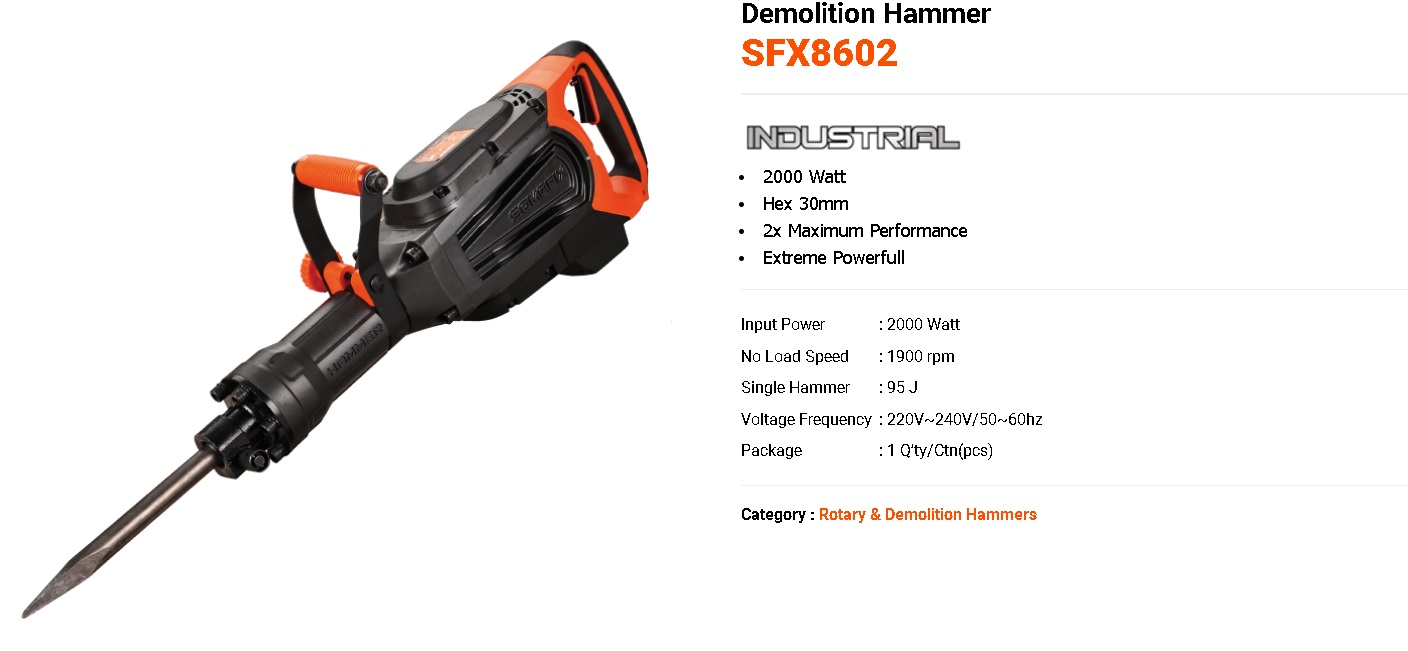 Demolition Hammer
SFX8602
INDUSTRIAL
• 2000 Watt
• Hex 30mm
• 2x Maximum Performance
• Extreme Powerfull
Input Power : 2000 Watt
No Load Speed : 1900 rpm
Single Hammer : 95 J
Voltage Frequency : 220V~240V/50~60hz
Package : 1 Q'ty/Ctn(pcs)
Category : Rotary & Demolition Hammers
HAMMER